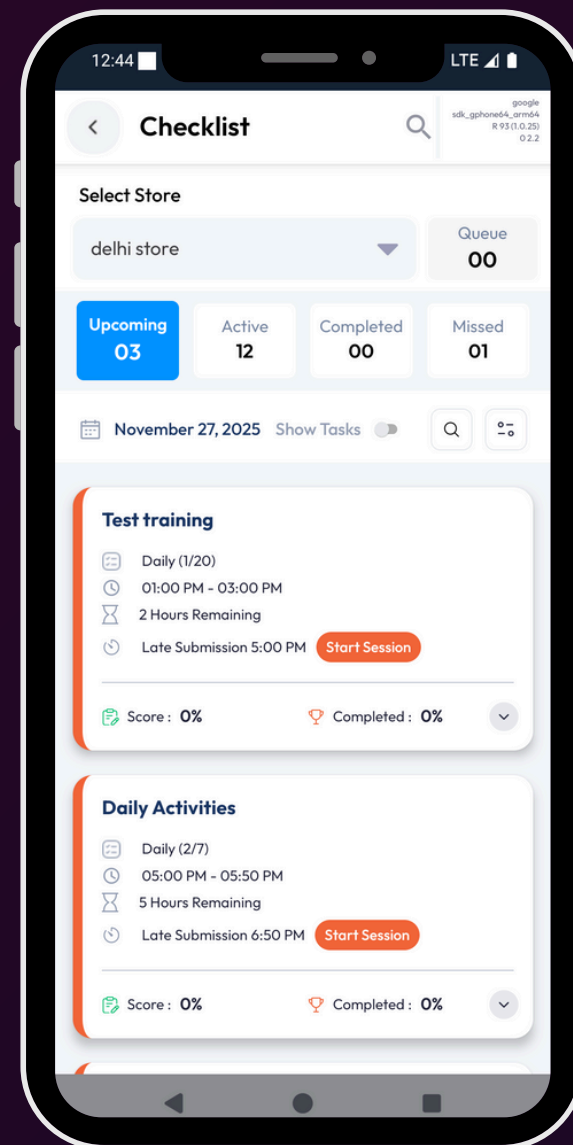 12:44 LTE
Checklist
google
sdk_gphone64_arm64
R 93 (1.0.25)
0 2.2
Select Store
delhi store
Queue
00
Upcoming Active Completed Missed
03 12 00 01
November 27, 2025 Show Tasks
Test training
Daily (1/20)
01:00 PM - 03:00 PM
2 Hours Remaining
Late Submission 5:00 PM Start Session
Score : 0% Completed : 0%
Daily Activities
Daily (2/7)
05:00 PM - 05:50 PM
5 Hours Remaining
Late Submission 6:50 PM Start Session
Score : 0% Completed : 0%